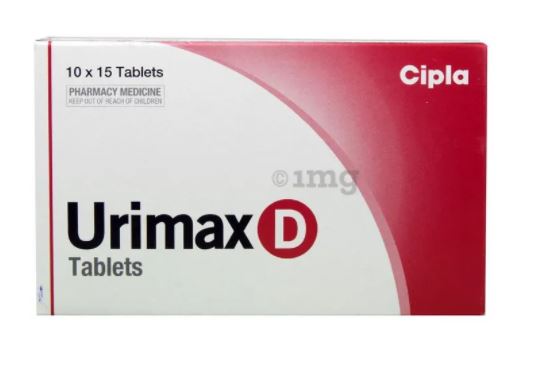 10 x 15 Tablets
Cipla
PHARMACY MEDICINE
KEEP OUT OF REACH OF CHILDREN
©1mg
Urimax D
Tablets